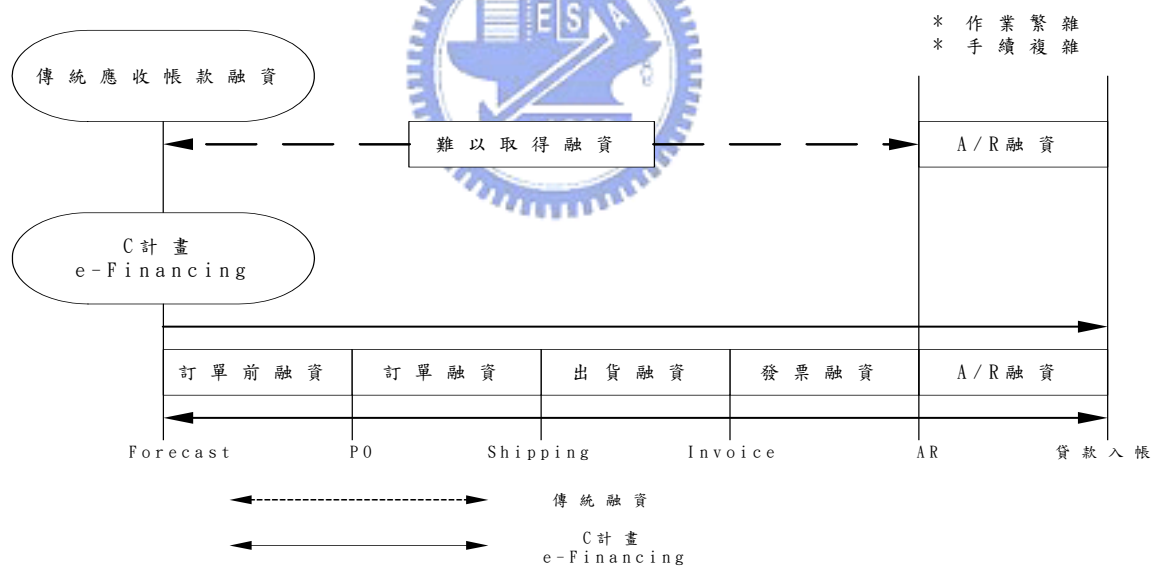 * 作業繁雜
* 手續複雜
傳統應收帳款融資
難以取得融資
A/R融資
C計畫
e-Financing
訂單前融資
訂單融資
出貨融資
發票融資
A/R融資
Forecast
PO
Shipping
Invoice
AR
貸款入帳
傳統融資
C計畫
e-Financing
ESA